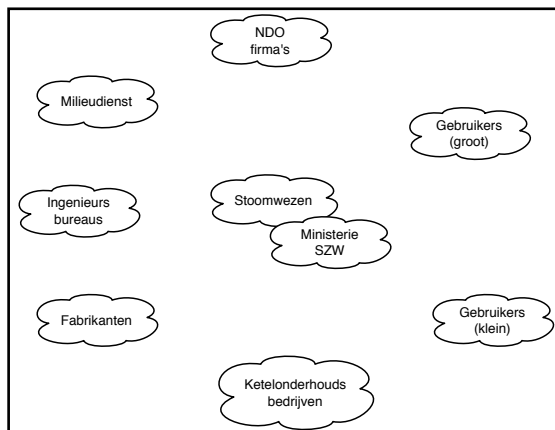 NDO
firma's
Milieudienst
Gebruikers
(groot)
Ingenieurs
bureaus
Stoomwezen
Ministerie
SZW
Fabrikanten
Gebruikers
(klein)
Ketelonderhouds
bedrijven